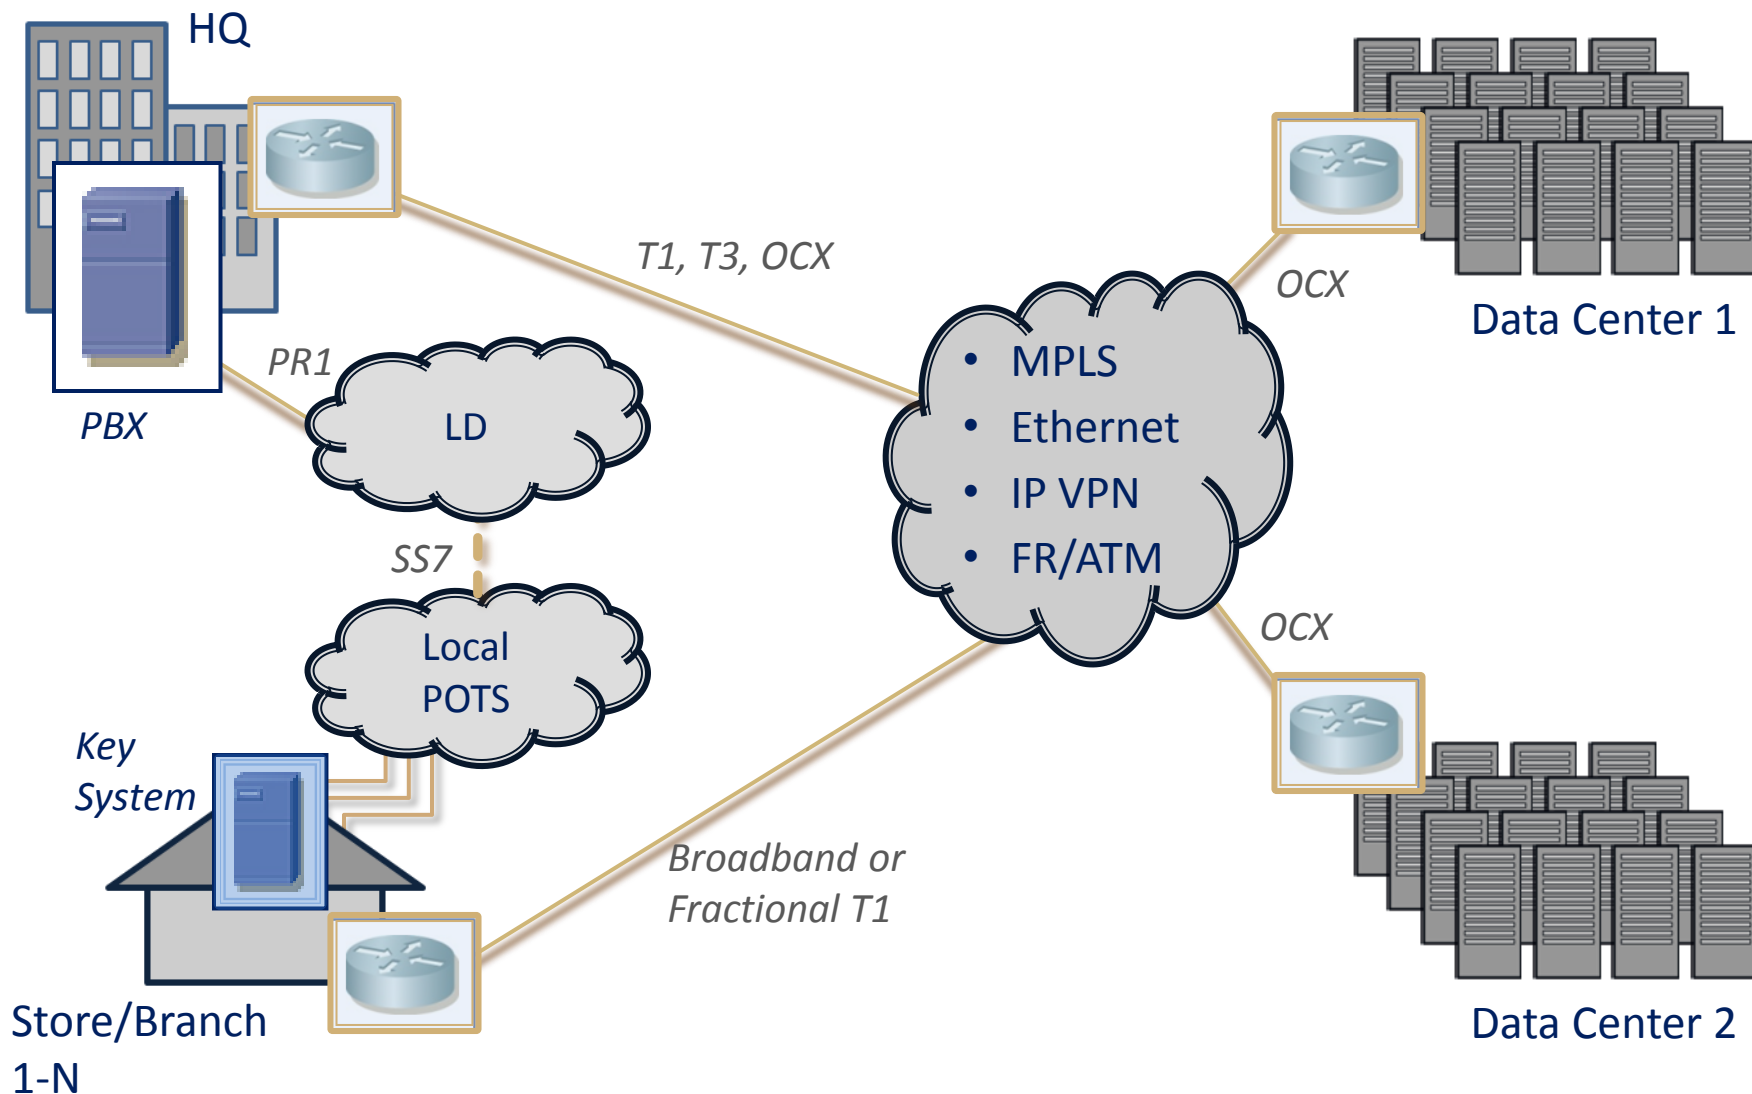 HQ
T1, T3, OCX
OCX
Data Center 1
PR1
PBX
LD
• MPLS
• Ethernet
• IP VPN
• FR/ATM
SS7
OCX
Local
POTS
Key
System
Broadband or
Fractional T1
Store/Branch
1-N
Data Center 2